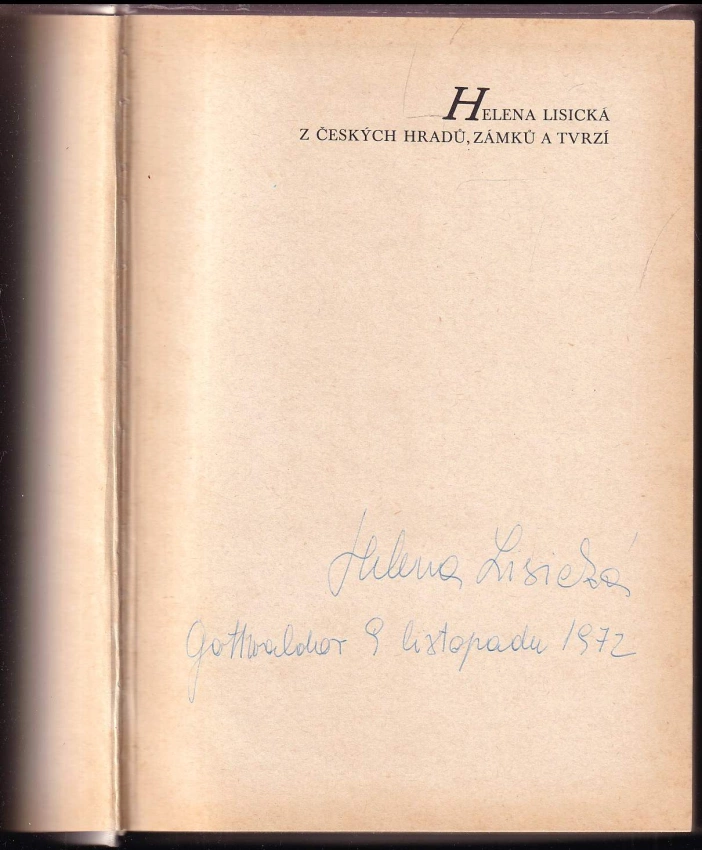 HELENA LISICKÁ
Z ČESKÝCH HRADŮ, ZÁMKŮ A TVRZÍ
Helena Lisická
Gottwaldov 9 listopadu 1972